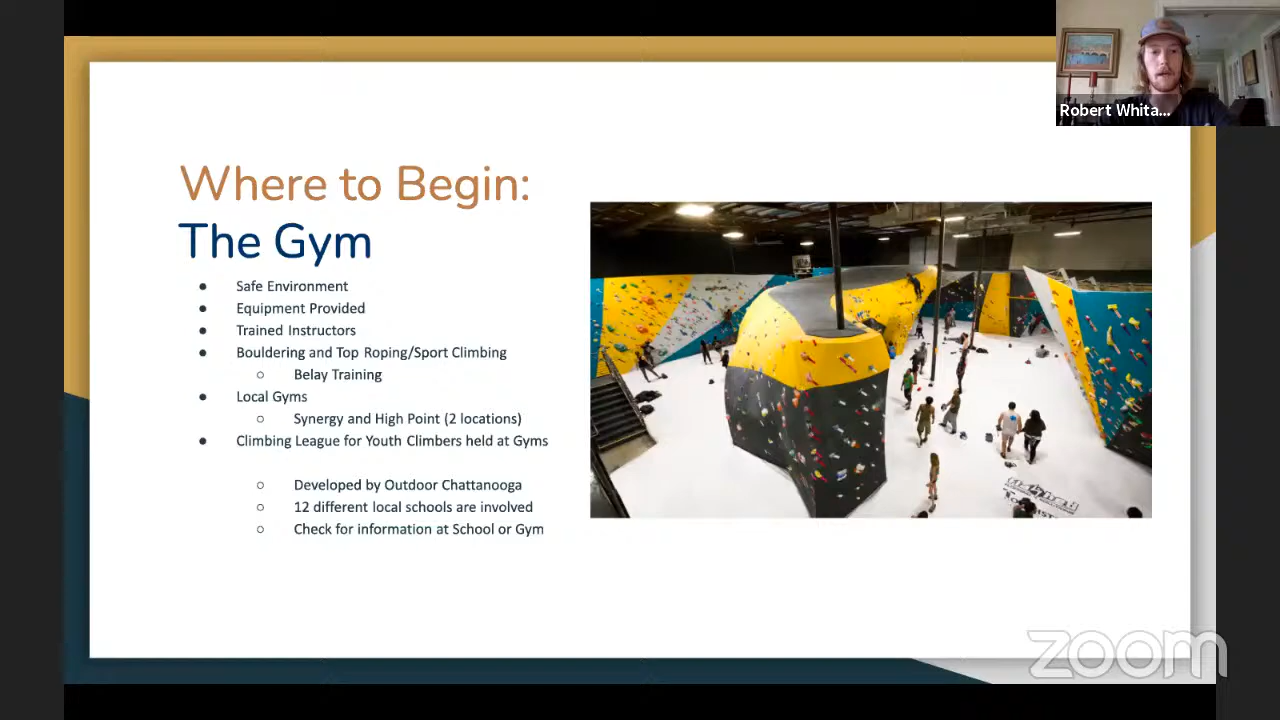 Robert Whita...
Where to Begin:
The Gym
● Safe Environment
● Equipment Provided
● Trained Instructors
● Bouldering and Top Roping/Sport Climbing
○ Belay Training
● Local Gyms
○ Synergy and High Point (2 locations)
● Climbing League for Youth Climbers held at Gyms
○ Developed by Outdoor Chattanooga
○ 12 different local schools are involved
○ Check for information at School or Gym
zoom